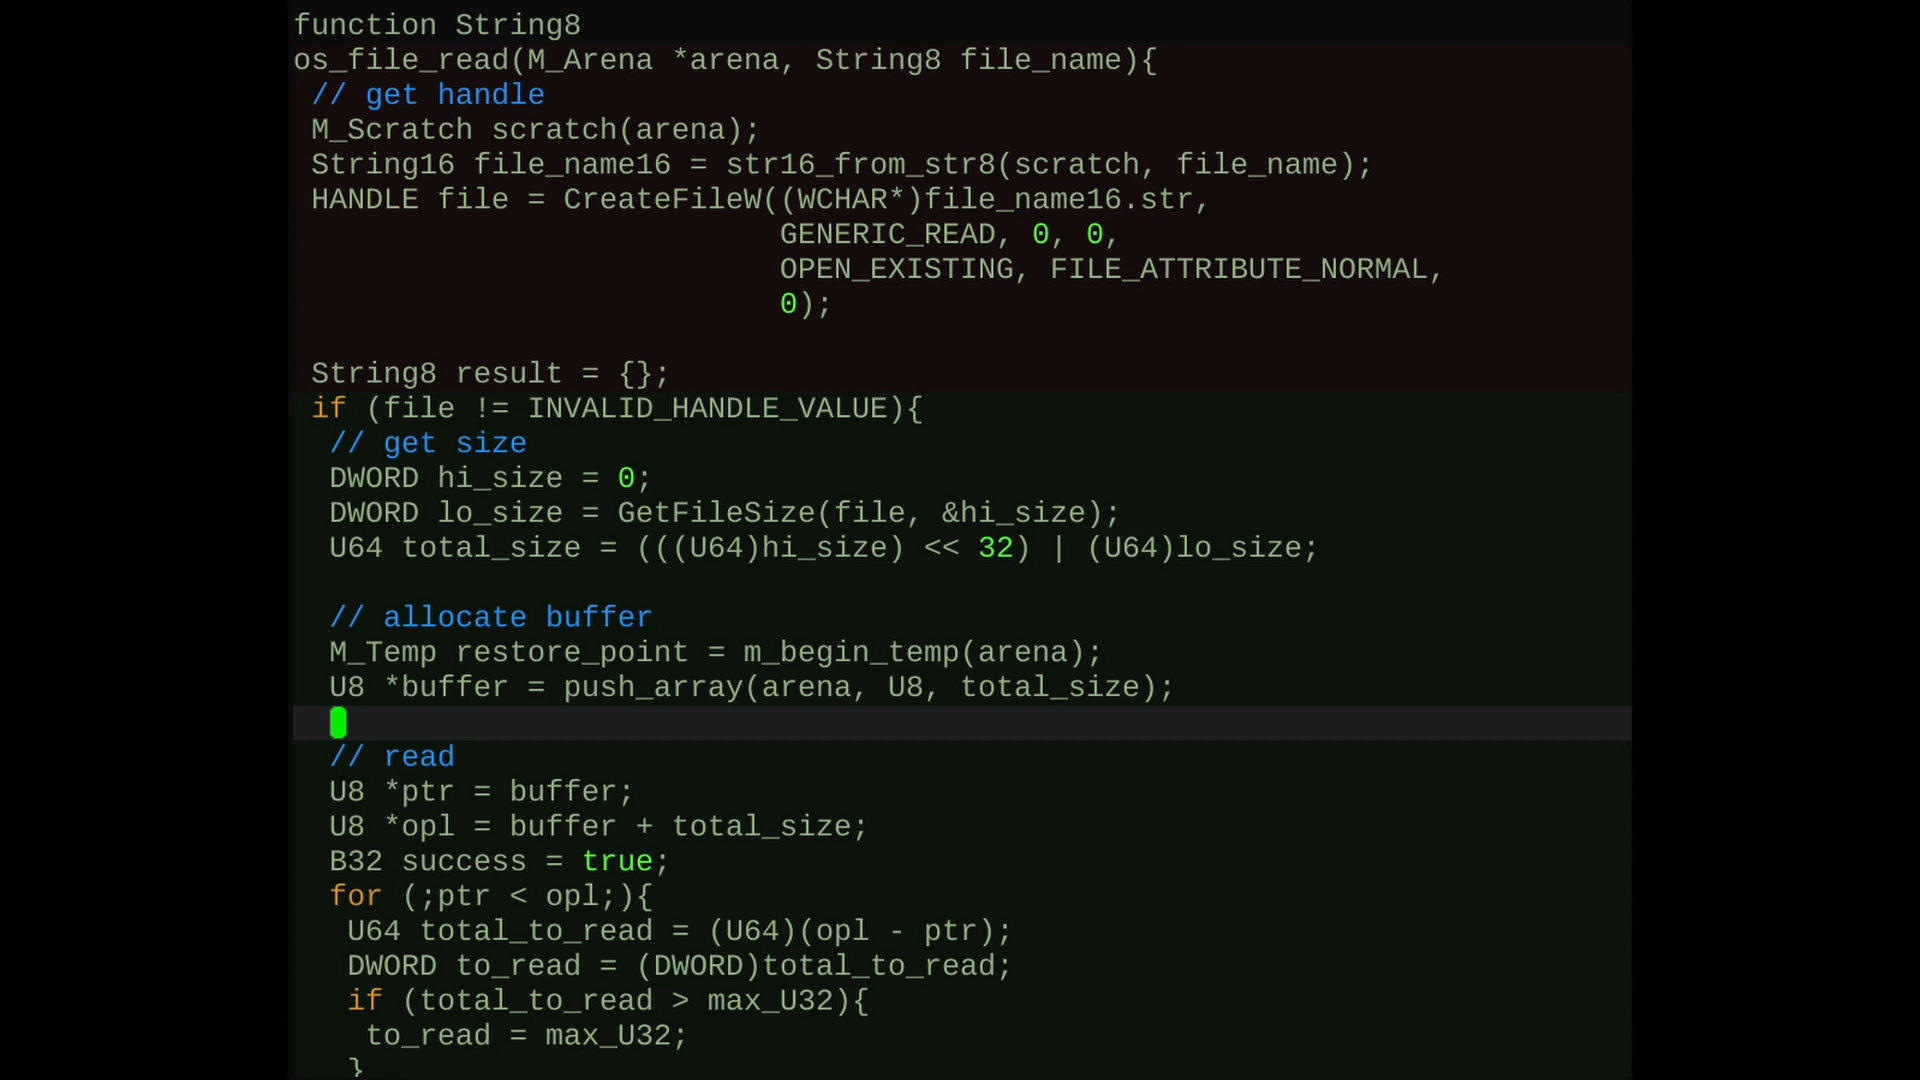 function String8
os_file_read(M_Arena *arena, String8 file_name){
 // get handle
 M_Scratch scratch(arena);
 String16 file_name16 = str16_from_str8(scratch, file_name);
 HANDLE file = CreateFileW((WCHAR*)file_name16.str,
                           GENERIC_READ, 0, 0,
                           OPEN_EXISTING, FILE_ATTRIBUTE_NORMAL,
                           0);

 String8 result = {};
 if (file != INVALID_HANDLE_VALUE){
  // get size
  DWORD hi_size = 0;
  DWORD lo_size = GetFileSize(file, &hi_size);
  U64 total_size = (((U64)hi_size) << 32) | (U64)lo_size;

  // allocate buffer
  M_Temp restore_point = m_begin_temp(arena);
  U8 *buffer = push_array(arena, U8, total_size);

  // read
  U8 *ptr = buffer;
  U8 *opl = buffer + total_size;
  B32 success = true;
  for (;ptr < opl;){
   U64 total_to_read = (U64)(opl - ptr);
   DWORD to_read = (DWORD)total_to_read;
   if (total_to_read > max_U32){
    to_read = max_U32;
   }